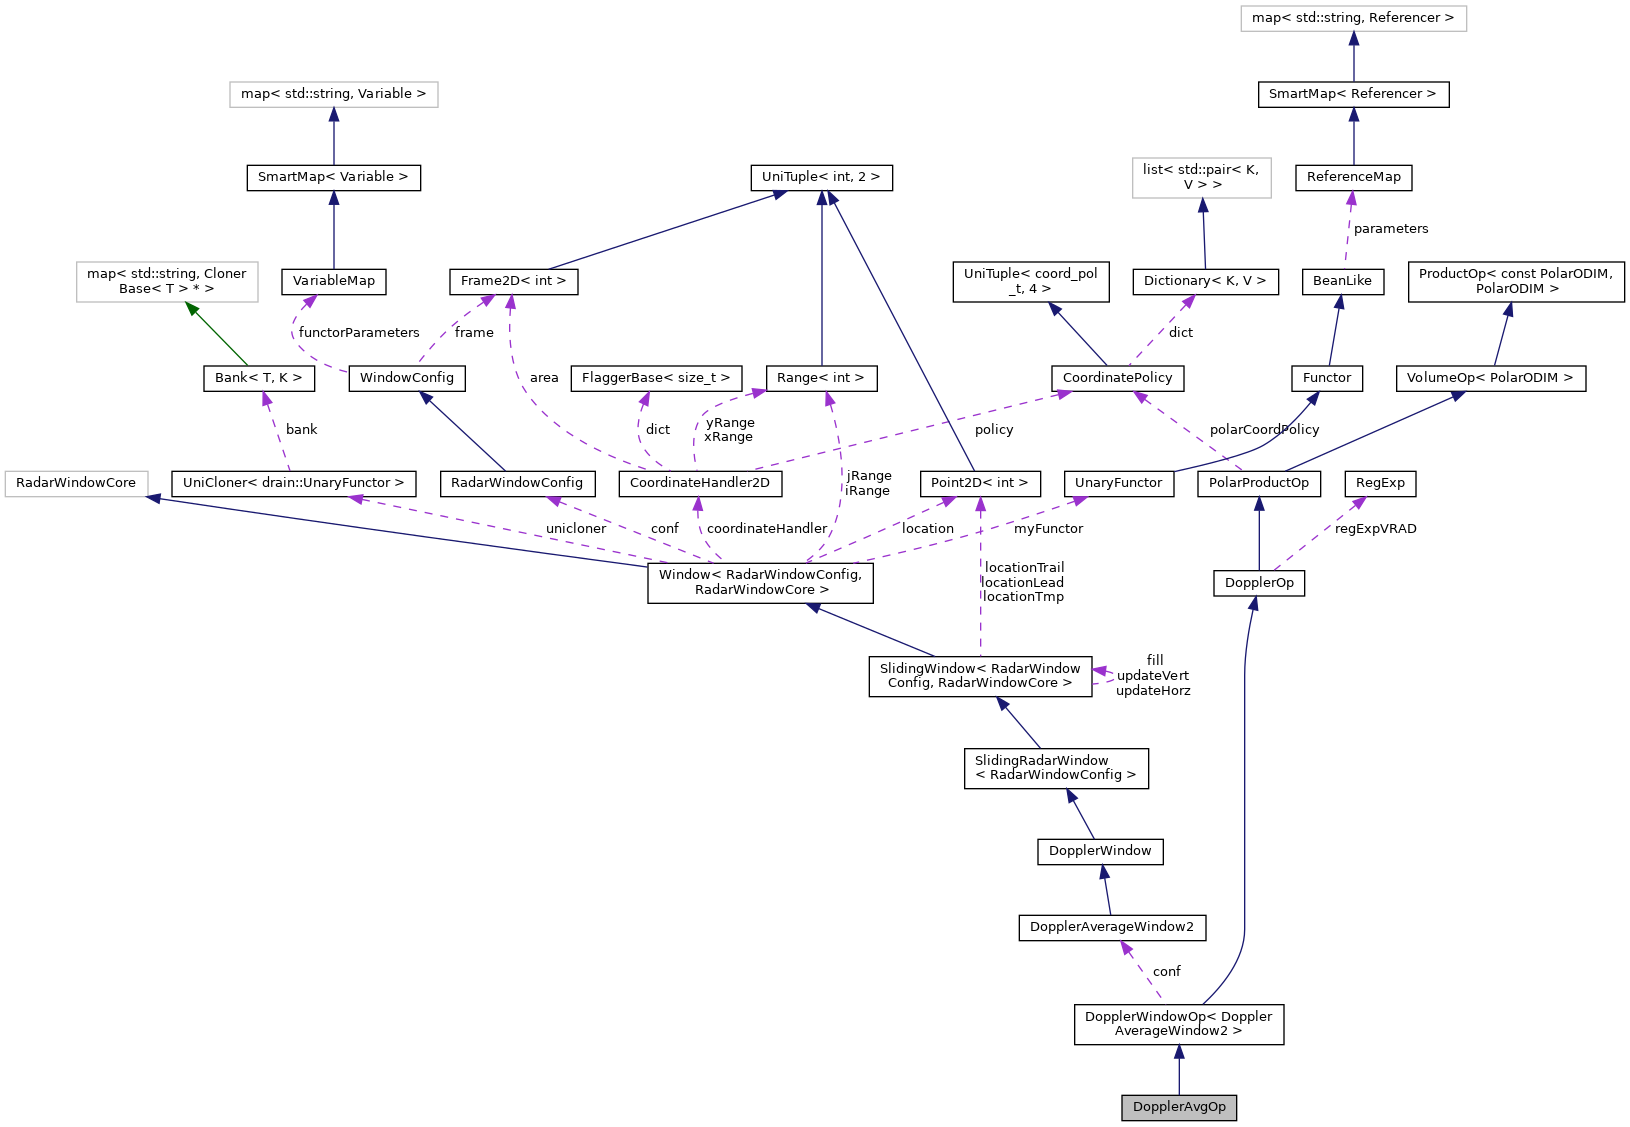 map< std::string, Referencer >
map< std::string, Variable >
SmartMap< Referencer >
SmartMap< Variable >
UniTuple< int, 2 >
list< std::pair< K,
V > >
ReferenceMap
parameters
map< std::string, Cloner
Base< T > * >
VariableMap
Frame2D< int >
UniTuple< coord_pol
_t, 4 >
Dictionary< K, V >
BeanLike
ProductOp< const PolarODIM,
PolarODIM >
functorParameters
frame
dict
Bank< T, K >
WindowConfig
area
FlaggerBase< size_t >
Range< int >
CoordinatePolicy
Functor
VolumeOp< PolarODIM >
bank
dict
yRange
xRange
policy
polarCoordPolicy
RadarWindowCore
UniCloner< drain::UnaryFunctor >
RadarWindowConfig
CoordinateHandler2D
jRange
iRange
Point2D< int >
UnaryFunctor
PolarProductOp
RegExp
unicloner
conf
coordinateHandler
location
myFunctor
regExpVRAD
Window< RadarWindowConfig,
RadarWindowCore >
locationTrail
locationLead
locationTmp
DopplerOp
SlidingWindow< RadarWindow
Config, RadarWindowCore >
fill
updateVert
updateHorz
SlidingRadarWindow
< RadarWindowConfig >
DopplerWindow
DopplerAverageWindow2
conf
DopplerWindowOp< Doppler
AverageWindow2 >
DopplerAvgOp